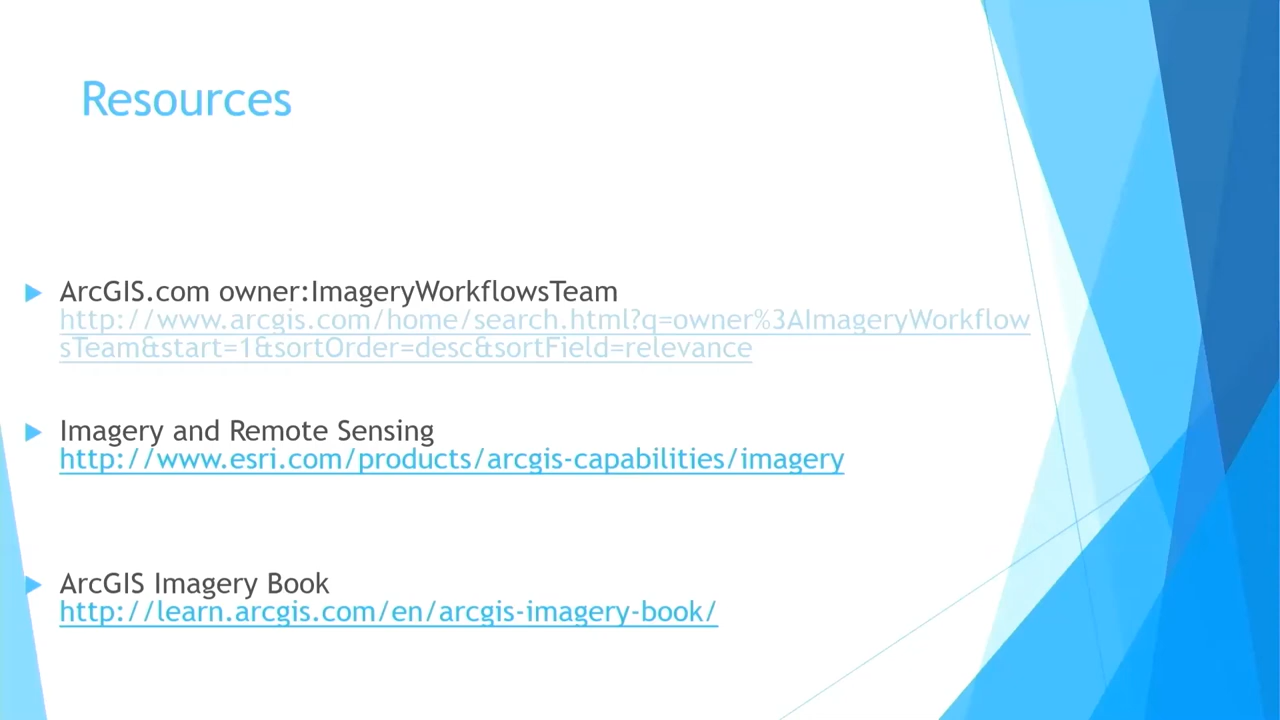 Resources
ArcGIS.com owner:ImageryWorkflowsTeam
http://www.arcgis.com/home/search.html?q=owner%3AImageryWorkflow
sTeam&start=1&sortOrder=desc&sortField=relevance
Imagery and Remote Sensing
http://www.esri.com/products/arcgis-capabilities/imagery
ArcGIS Imagery Book
http://learn.arcgis.com/en/arcgis-imagery-book/